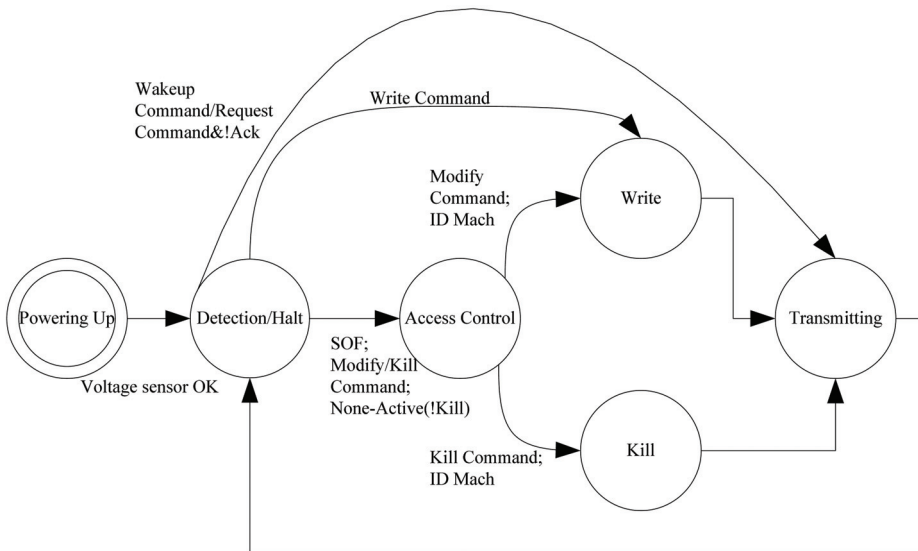 Wakeup
Command/Request
Command&!Ack
Write Command
Modify
Command;
ID Mach
Write
Powering Up
Detection/Halt
Access Control
Transmitting
Voltage sensor OK
SOF;
Modify/Kill
Command;
None-Active(!Kill)
Kill Command;
ID Mach
Kill